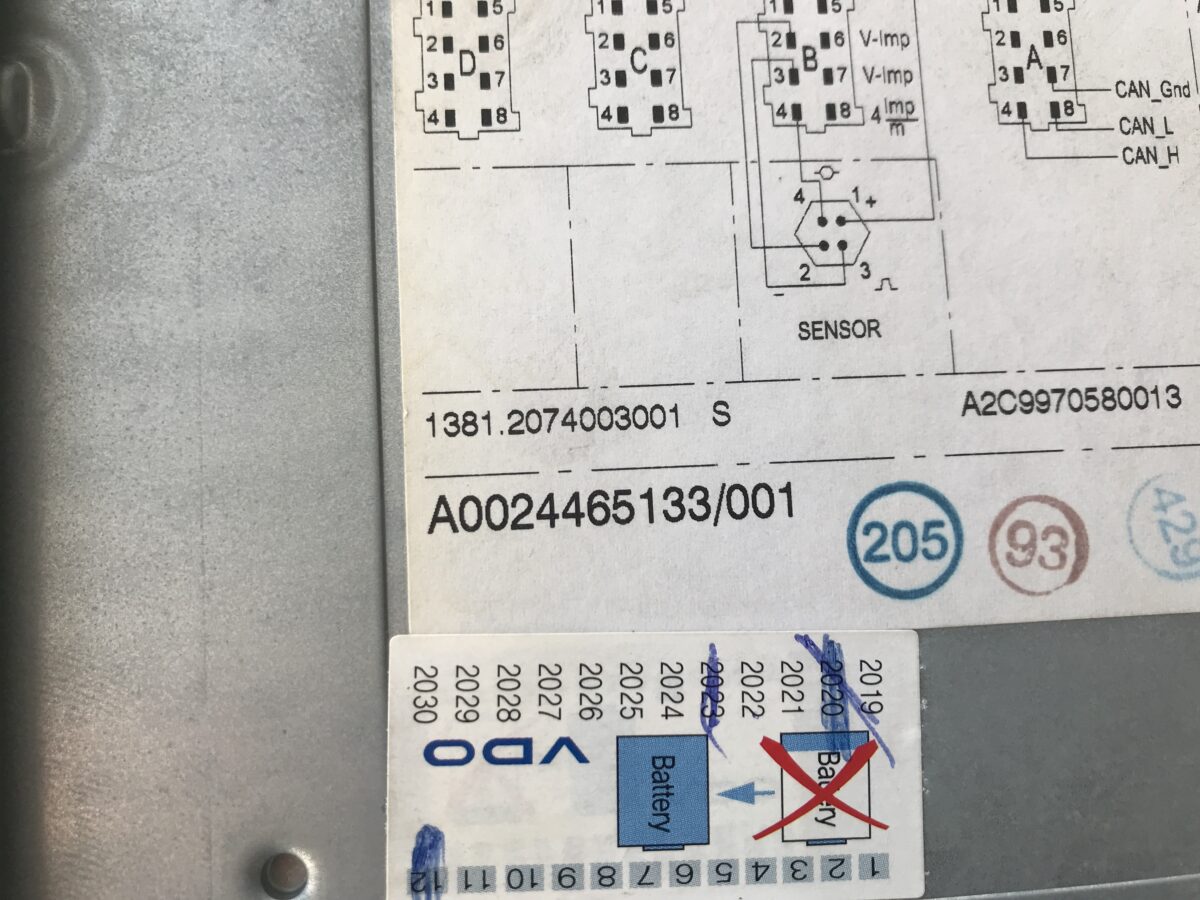 1 5 1 5 1 5 1 5
2 6 2 6 2 6 V-Imp 2 6
D C B A
3 7 3 7 3 7 V-Imp 3 7 CAN_Gnd
4 8 4 8 4 8 4 Imp/m 4 8 CAN_L
CAN_H
4 1 +
2 3
-
SENSOR
1381.2074003001 S A2C9970580013
A0024465133/001 205 93 429
2019
2020
2021
2022
2023
2024
2025
2026
2027
2028
2029
2030
Battery
Battery
VDO
1 2 3 4 5 6 7 8 9 10 11 12